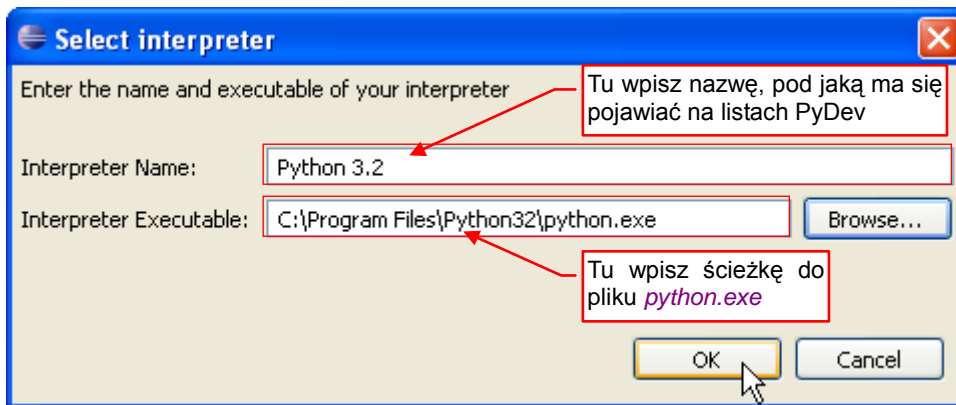 Select interpreter
Enter the name and executable of your interpreter
Tu wpisz nazwę, pod jaką ma się
pojawiać na listach PyDev
Interpreter Name: Python 3.2
Interpreter Executable: C:\Program Files\Python32\python.exe Browse...
Tu wpisz ścieżkę do
pliku python.exe
OK Cancel